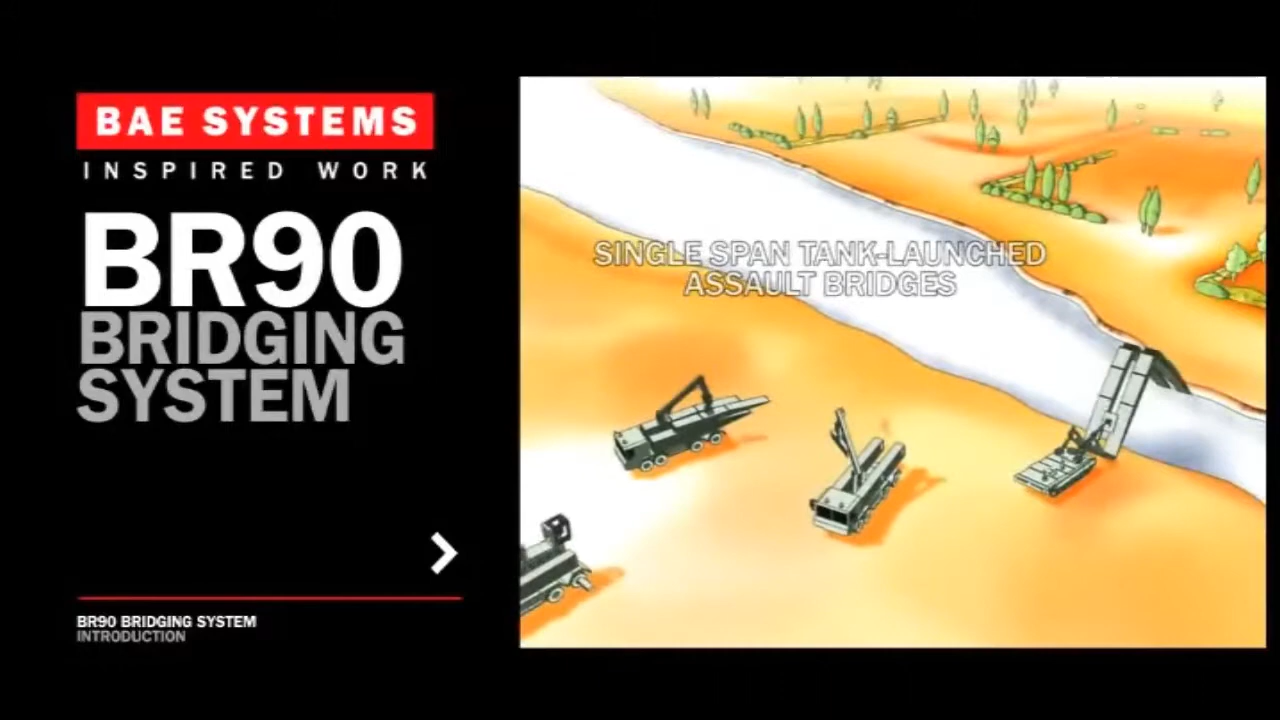 BAE SYSTEMS
INSPIRED WORK
BR90
BRIDGING
SYSTEM
SINGLE SPAN TANK-LAUNCHED
ASSAULT BRIDGES
BR90 BRIDGING SYSTEM
INTRODUCTION